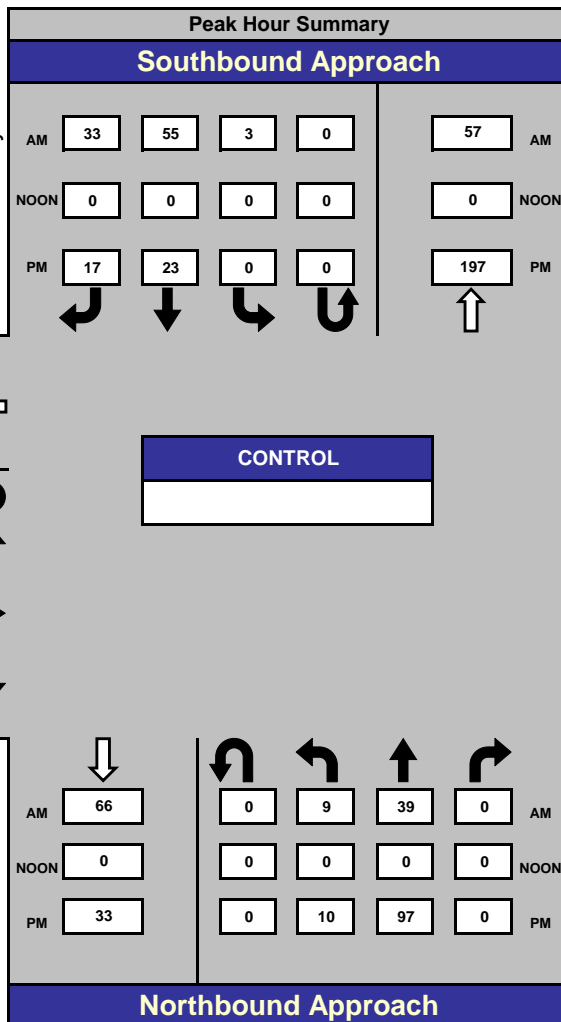 Peak Hour Summary
Southbound Approach
AM 33 55 3 0 57 AM
NOON 0 0 0 0 0 NOON
PM 17 23 0 0 197 PM
CONTROL
AM 66 0 9 39 0 AM
NOON 0 0 0 0 0 NOON
PM 33 0 10 97 0 PM
Northbound Approach